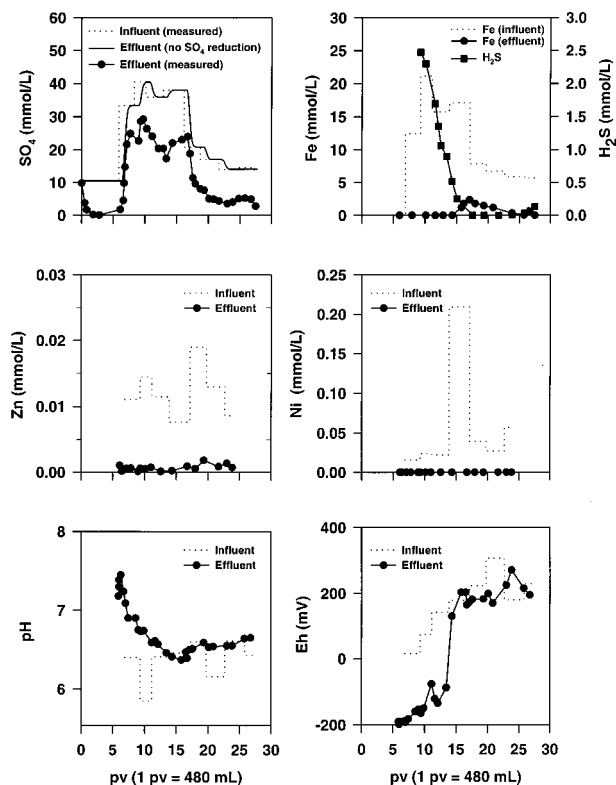 Influent (measured)
Effluent (no SO4 reduction)
Effluent (measured)
60
50
40
30
20
10
0
SO4 (mmol/L)
Fe (influent)
Fe (effluent)
H2S
30
25
20
15
10
5
0
Fe (mmol/L)
3.0
2.5
2.0
1.5
1.0
0.5
0.0
H2S (mmol/L)
Influent
Effluent
0.03
0.02
0.01
0.00
Zn (mmol/L)
Influent
Effluent
0.25
0.20
0.15
0.10
0.05
0.00
Ni (mmol/L)
Influent
Effluent
8
7
6
pH
0 5 10 15 20 25 30
pv (1 pv = 480 mL)
Influent
Effluent
400
200
0
-200
Eh (mV)
0 5 10 15 20 25 30
pv (1 pv = 480 mL)